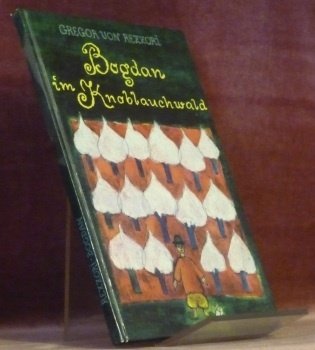 GREGOR VON REZZORI
Bogdan
im Knoblauchwald